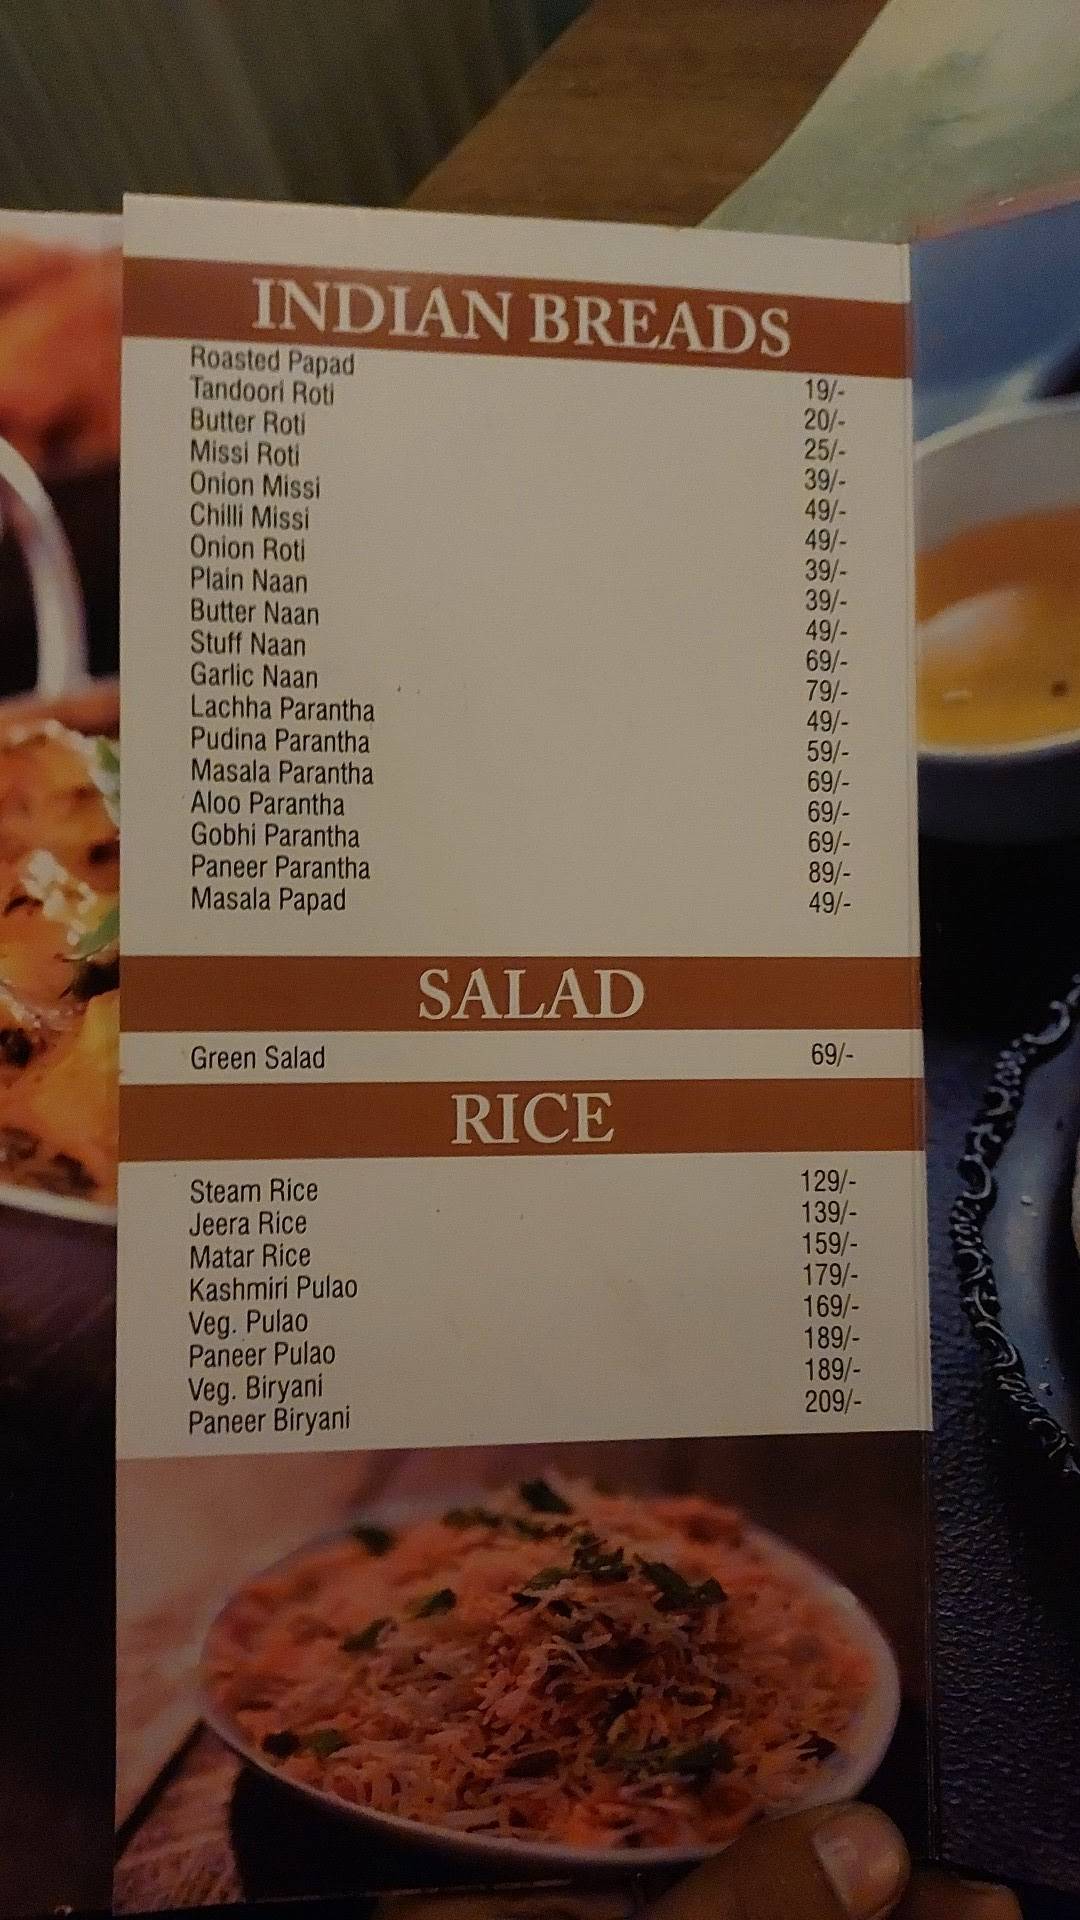 INDIAN BREADS
Roasted Papad 19/-
Tandoori Roti 20/-
Butter Roti 25/-
Missi Roti 39/-
Onion Missi 49/-
Chilli Missi 49/-
Onion Roti 39/-
Plain Naan 39/-
Butter Naan 49/-
Stuff Naan 69/-
Garlic Naan 79/-
Lachha Parantha 49/-
Pudina Parantha 59/-
Masala Parantha 69/-
Aloo Parantha 69/-
Gobhi Parantha 69/-
Paneer Parantha 89/-
Masala Papad 49/-
SALAD
Green Salad 69/-
RICE
Steam Rice 129/-
Jeera Rice 139/-
Matar Rice 159/-
Kashmiri Pulao 179/-
Veg. Pulao 169/-
Paneer Pulao 189/-
Veg. Biryani 189/-
Paneer Biryani 209/-